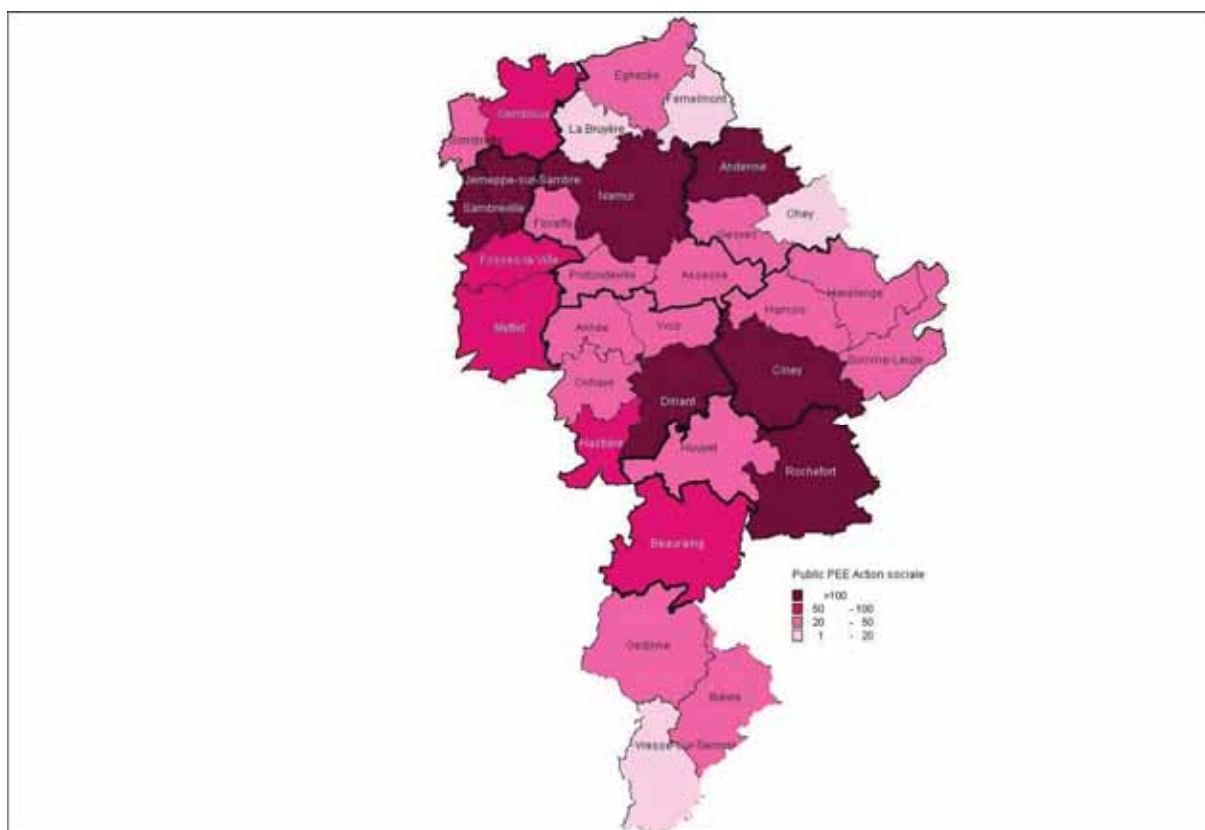 Eghezée
Fernelmont
Gembloux
La Bruyère
Sombreffe
Andenne
Jemeppe-sur-Sambre
Namur
Sambreville
Ohey
Floreffe
Gesves
Fosses-la-Ville
Profondeville
Assesse
Havelange
Hamois
Mettet
Anhée
Yvoir
Somme-Leuze
Ciney
Onhaye
Dinant
Hastière
Houyet
Rochefort
Beauraing
Public PEE Action sociale
>100
50 - 100
20 - 50
1 - 20
Gedinne
Bièvre
Vresse-sur-Semois